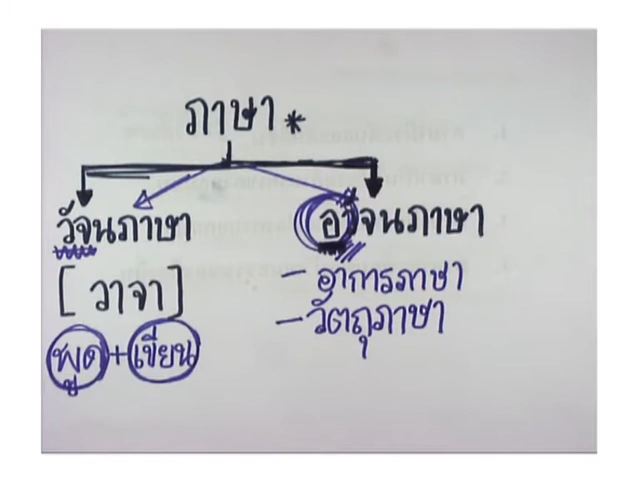 ภาษา *
วัจนภาษา
อวัจนภาษา
[ วาจา ]
พูด + เขียน
- อาการภาษา
- วัตถุภาษา